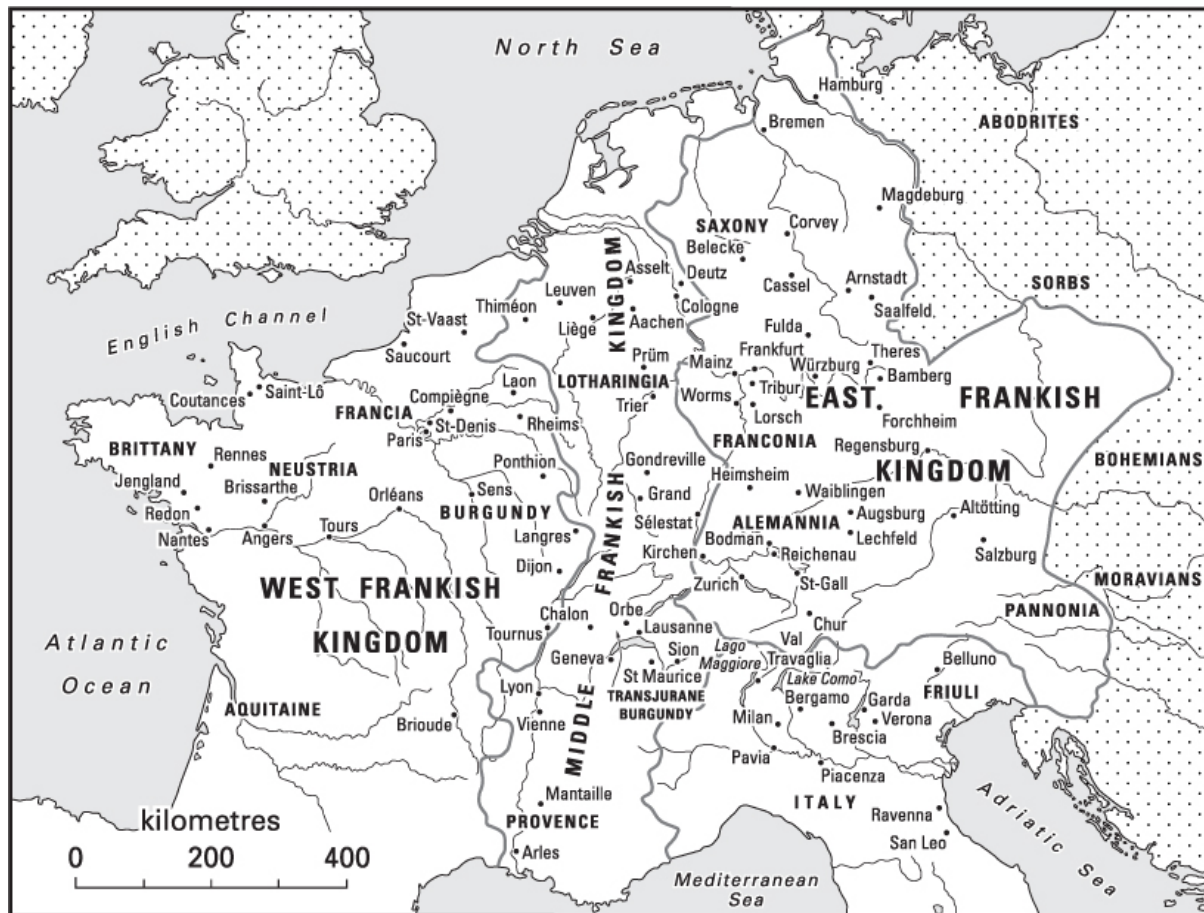 North Sea
Hamburg
Bremen
ABODRITES
Magdeburg
SAXONY
Corvey
Belecke
Asselt
Deutz
Cassel
Arnstadt
SORBS
Leuven
Cologne
Saalfeld
Thiméon
English Channel
St-Vaast
Liège
Aachen
KINGDOM
Fulda
Saucourt
Prüm
Mainz
Frankfurt
Würzburg
Theres
Laon
LOTHARINGIA
Tribur
Bamberg
Saint-Lô
Compiègne
Trier
Worms
EAST FRANKISH
Coutances
FRANCIA
St-Denis
Rheims
Lorsch
Forchheim
Paris
FRANCONIA
BRITTANY
Regensburg
Rennes
NEUSTRIA
Ponthion
Gondreville
Heimsheim
KINGDOM
BOHEMIANS
Jengland
Brissarthe
Orléans
Sens
Grand
Waiblingen
Redon
BURGUNDY
Sélestat
ALEMANNIA
Augsburg
Altötting
Nantes
Angers
Tours
Langres
FRANKISH
Bodman
Lechfeld
Kirchen
Reichenau
Salzburg
Dijon
Zurich
St-Gall
MORAVIANS
WEST FRANKISH
Chalon
Orbe
PANNONIA
KINGDOM
Tournus
Lausanne
Chur
Atlantic
Ocean
Geneva
Sion
Lago
Maggiore
Val
Travaglia
Belluno
St Maurice
Lake Como
Lyon
TRANSJURANE
BURGUNDY
Bergamo
Garda
FRIULI
AQUITAINE
Brioude
Vienne
MIDDLE
Milan
Verona
Brescia
Pavia
Piacenza
Mantaille
ITALY
Adriatic Sea
kilometres
PROVENCE
Ravenna
0 200 400
Arles
San Leo
Mediterranean
Sea